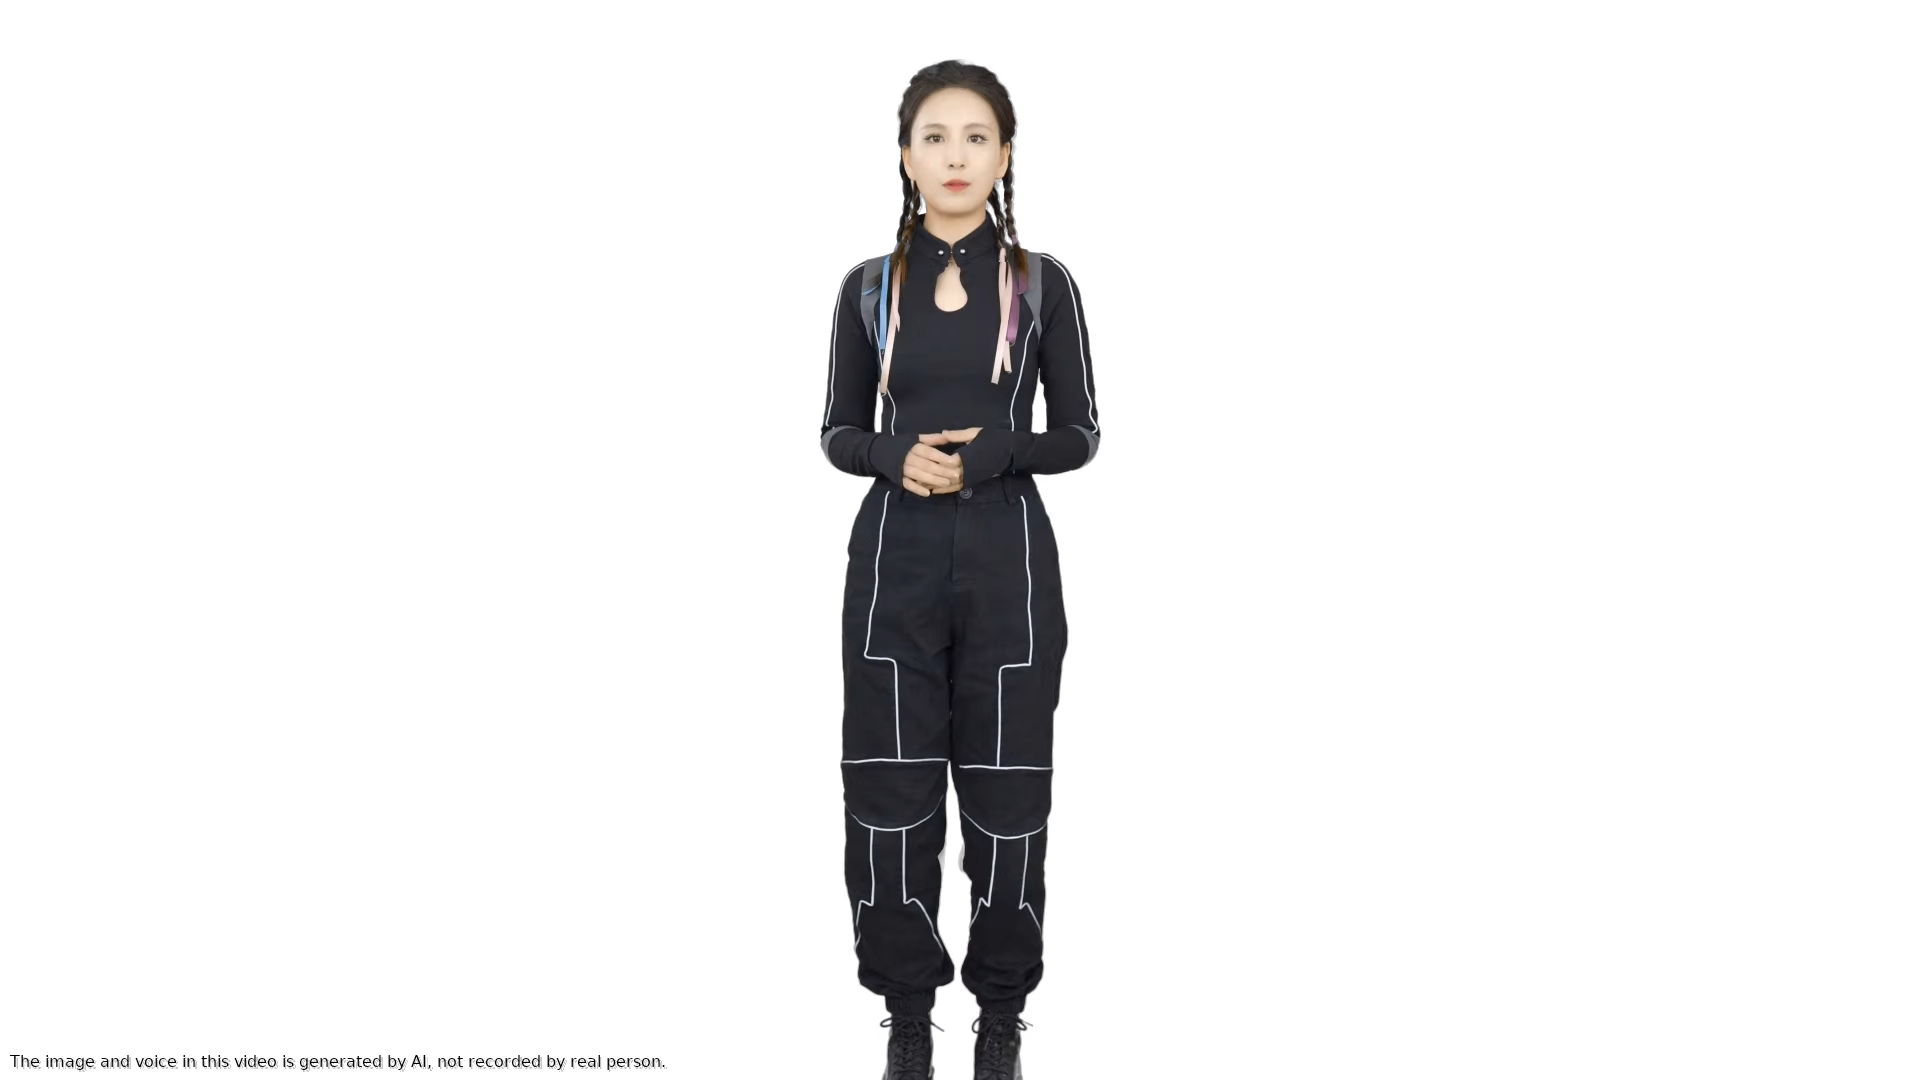 The image and voice in this video is generated by AI, not recorded by real person.